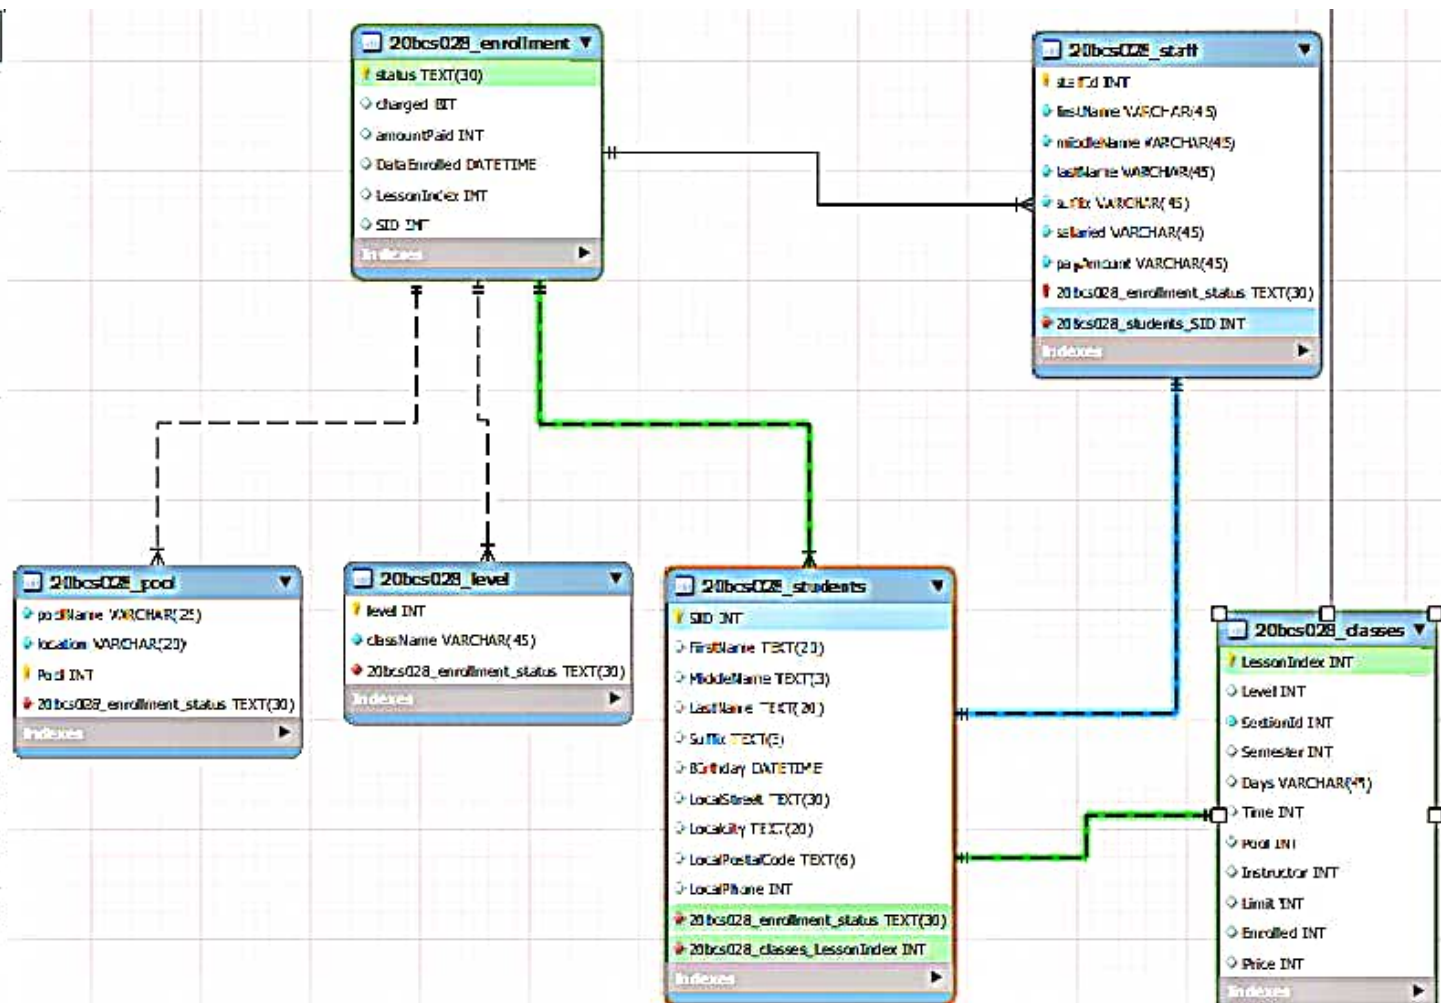 20bcs028_enrollment
status TEXT(30)
charged BIT
amountPaid INT
DataEnrolled DATETIME
LessonIndex INT
SID INT
Indexes
20bcs028_staff
staffId INT
firstName VARCHAR(45)
middleName VARCHAR(45)
lastName VARCHAR(45)
suffix VARCHAR(45)
salaried VARCHAR(45)
payAmount VARCHAR(45)
20bcs028_enrollment_status TEXT(30)
20bcs028_students_SID INT
Indexes
20bcs028_pool
poolName VARCHAR(25)
location VARCHAR(20)
Pool INT
20bcs028_enrollment_status TEXT(30)
Indexes
20bcs028_level
level INT
className VARCHAR(45)
20bcs028_enrollment_status TEXT(30)
Indexes
20bcs028_students
SID INT
FirstName TEXT(20)
MiddleName TEXT(3)
LastName TEXT(20)
Suffix TEXT(3)
Birthday DATETIME
LocalStreet TEXT(30)
Localcity TEXT(20)
LocalPostalCode TEXT(6)
LocalPhone INT
20bcs028_enrollment_status TEXT(30)
20bcs028_classes_LessonIndex INT
Indexes
20bcs028_classes
LessonIndex INT
Level INT
SectionId INT
Semester INT
Days VARCHAR(45)
Time INT
Pool INT
Instructor INT
Limit INT
Enrolled INT
Price INT
Indexes